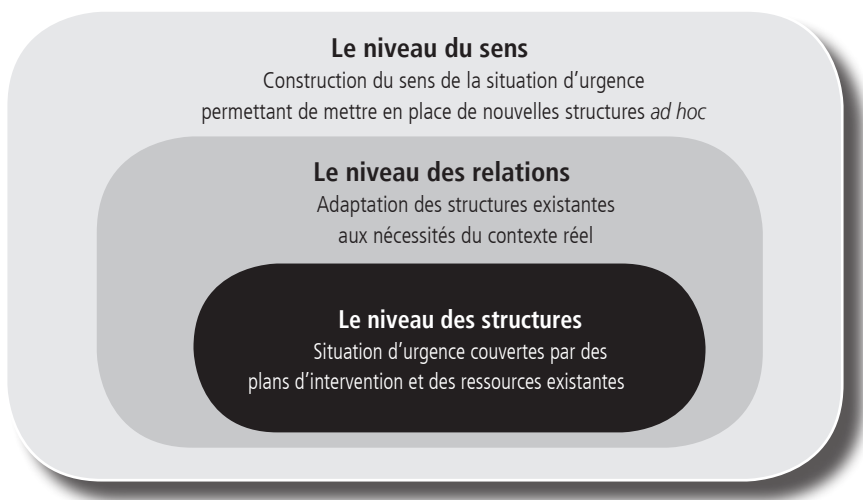 Le niveau du sens
Construction du sens de la situation d’urgence
permettant de mettre en place de nouvelles structures ad hoc
Le niveau des relations
Adaptation des structures existantes
aux nécessités du contexte réel
Le niveau des structures
Situation d’urgence couvertes par des
plans d’intervention et des ressources existantes